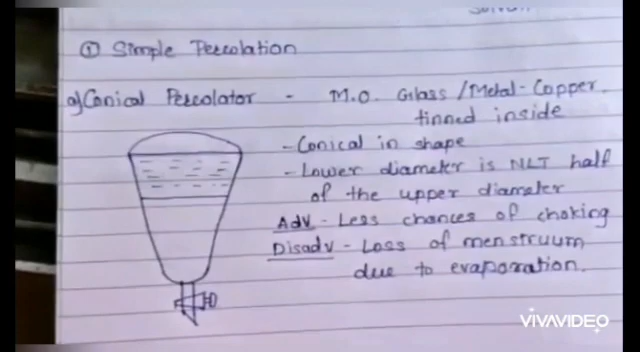 ① Simple Percolation
a) Conical Percolator - M.O. Glass/Metal-Copper
tinned inside
- Conical in shape
- Lower diameter is NLT half
of the upper diameter
Adv - Less chances of choking
Disadv - Loss of menstruum
due to evaporation.
VIVAVIDEO